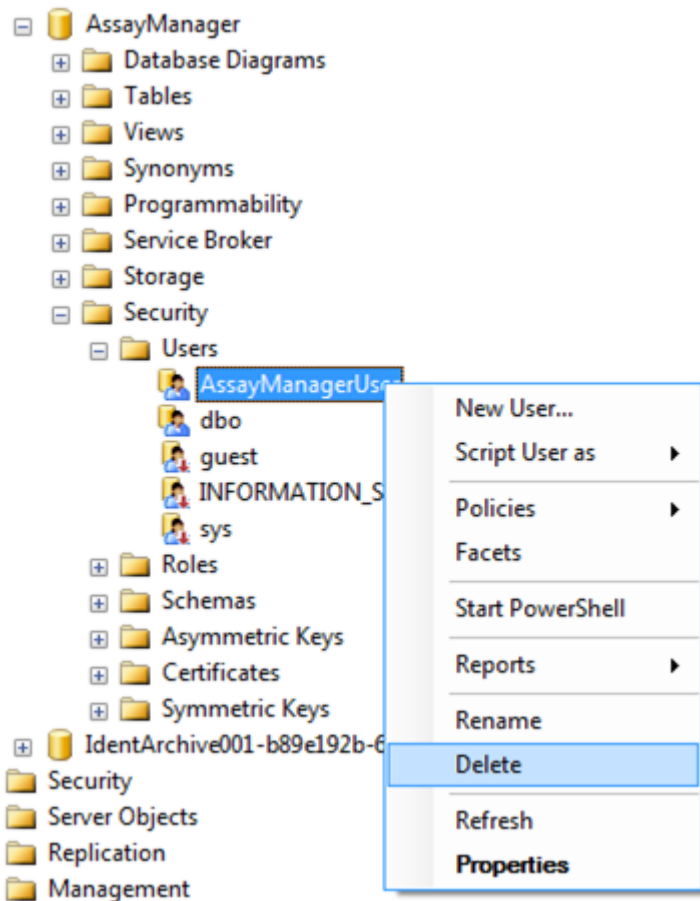 AssayManager
Database Diagrams
Tables
Views
Synonyms
Programmability
Service Broker
Storage
Security
Users
AssayManagerUser
dbo
guest
INFORMATION_S
sys
Roles
Schemas
Asymmetric Keys
Certificates
Symmetric Keys
IdentArchive001-b89e192b-6
Security
Server Objects
Replication
Management
New User...
Script User as
Policies
Facets
Start PowerShell
Reports
Rename
Delete
Refresh
Properties